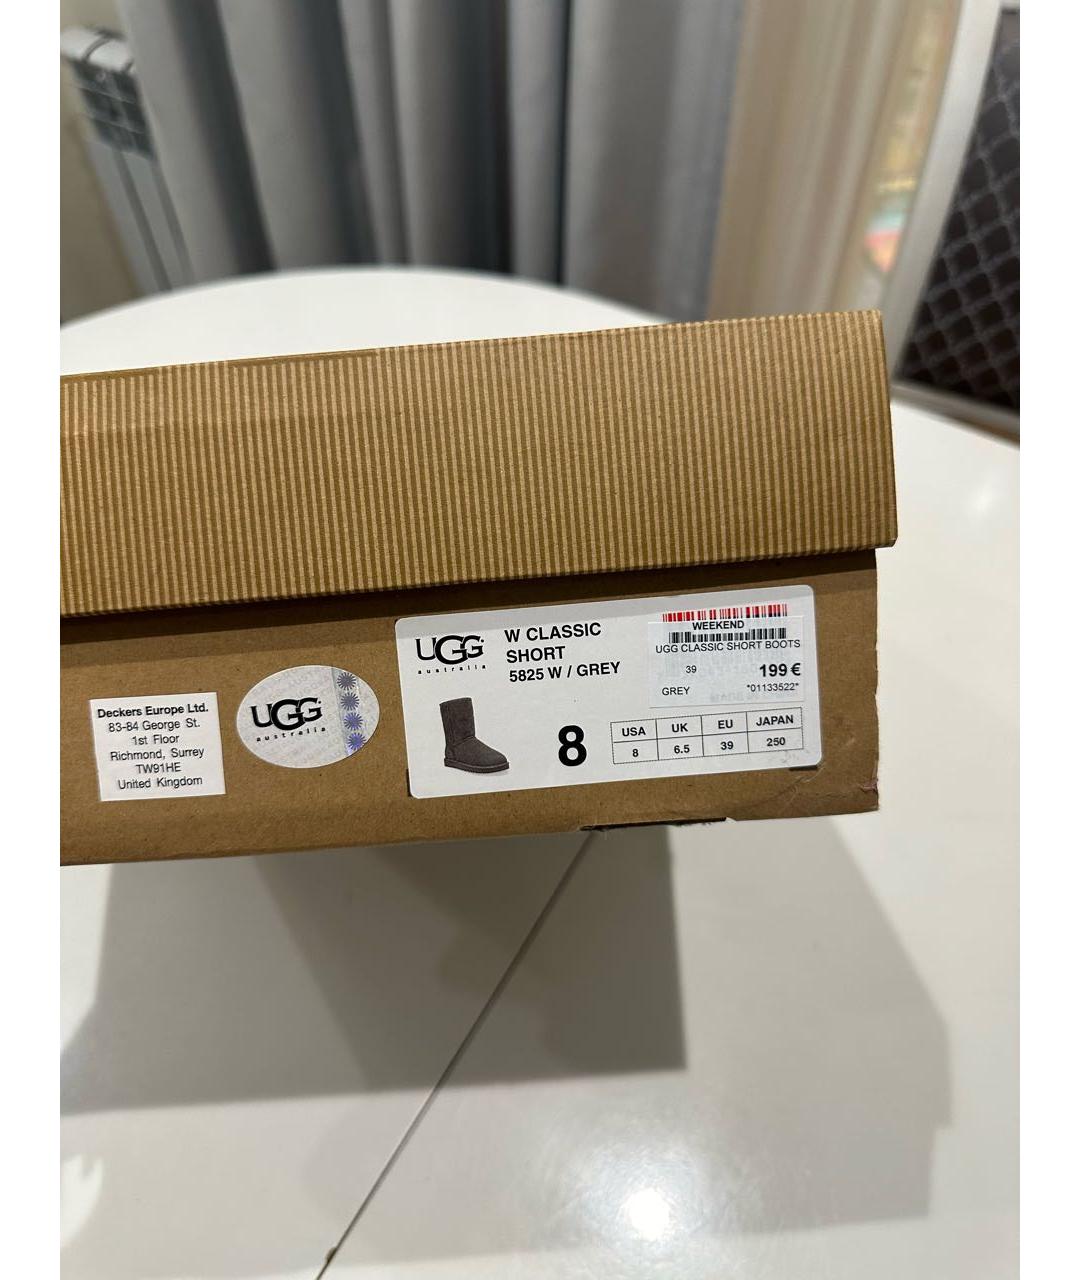 Deckers Europe Ltd.
83-84 George St.
1st Floor
Richmond, Surrey
TW91HE
United Kingdom
UGG
australia
UGG
australia
W CLASSIC
SHORT
5825 W / GREY
8
WEEKEND
UGG CLASSIC SHORT BOOTS
39 199 €
GREY *01133522*
USA UK EU JAPAN
8 6.5 39 250